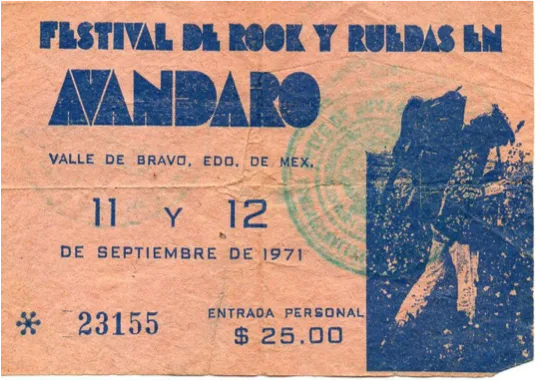 FESTIVAL DE ROCK Y RUEDAS EN
AVANDARO
VALLE DE BRAVO, EDO. DE MEX.
11 Y 12
DE SEPTIEMBRE DE 1971
* 23155
ENTRADA PERSONAL
$ 25.00